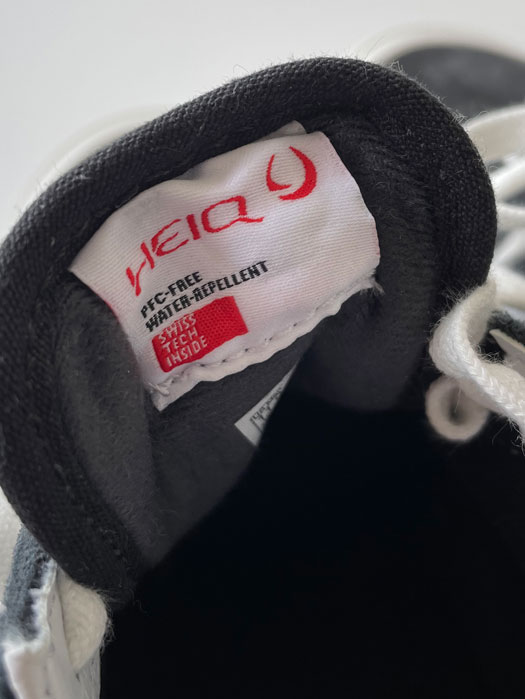 HEIQ
PFC-FREE
WATER-REPELLENT
SWISS
TECH
INSIDE